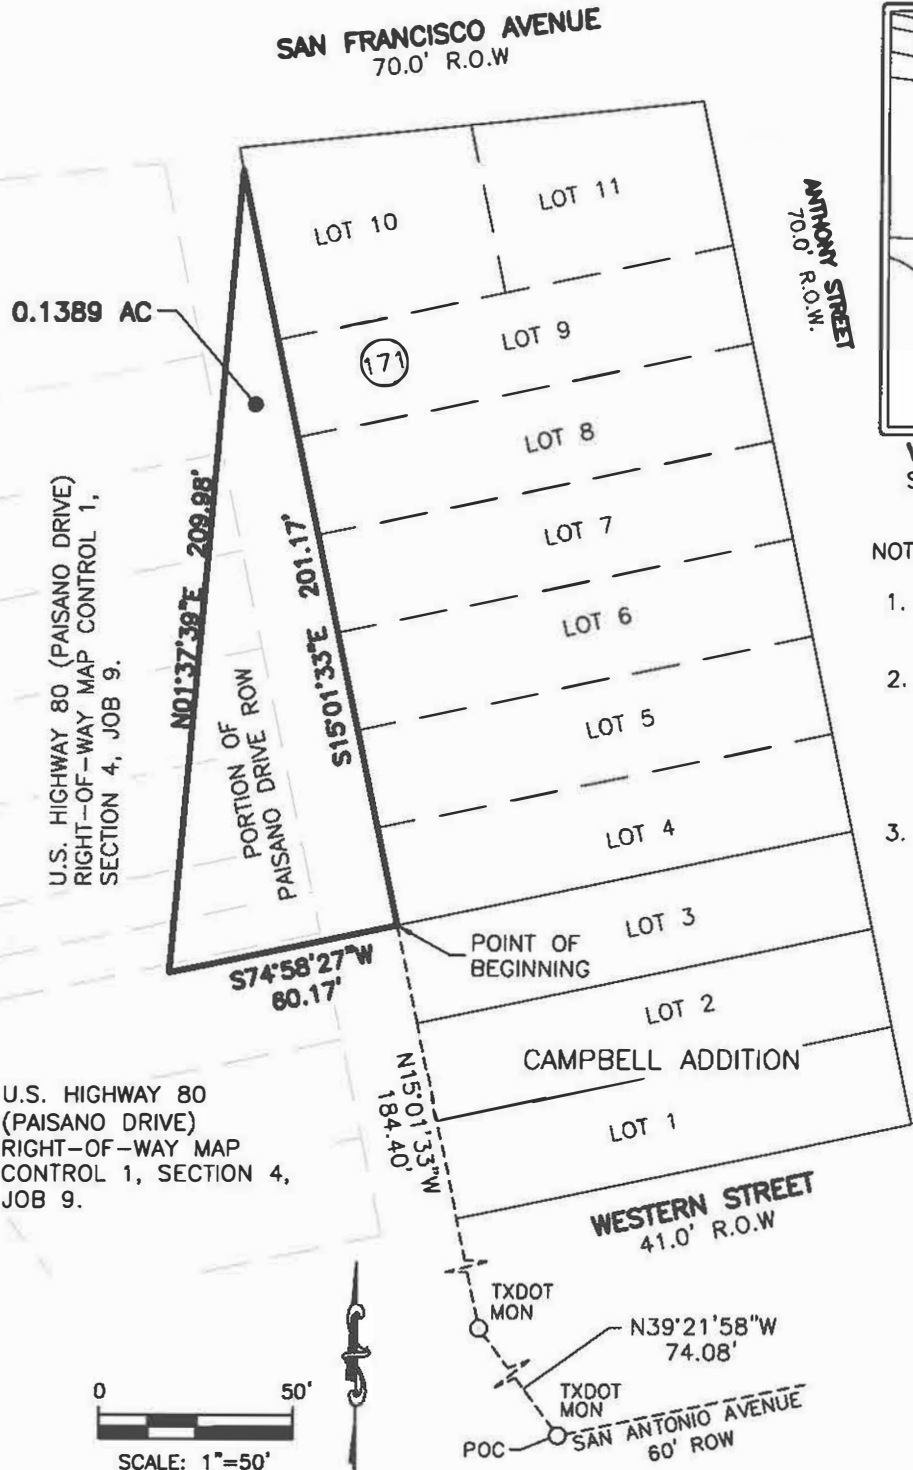 SAN FRANCISCO AVENUE
70.0' R.O.W
LOT 10
LOT 11
ANTHONY STREET
70.0' R.O.W.
0.1389 AC
171
LOT 9
LOT 8
LOT 7
LOT 6
LOT 5
LOT 4
LOT 3
LOT 2
CAMPBELL ADDITION
LOT 1
U.S. HIGHWAY 80 (PAISANO DRIVE)
RIGHT-OF-WAY MAP CONTROL 1,
SECTION 4, JOB 9.
N01°37'39"E 209.98'
S15°01'33"E 201.17'
PORTION OF
PAISANO DRIVE ROW
S74°58'27"W
60.17'
POINT OF
BEGINNING
N15°01'33"W
184.40'
U.S. HIGHWAY 80
(PAISANO DRIVE)
RIGHT-OF-WAY MAP
CONTROL 1, SECTION 4,
JOB 9.
WESTERN STREET
41.0' R.O.W
TXDOT
MON
N39°21'58"W
74.08'
TXDOT
MON
POC
SAN ANTONIO AVENUE
60' ROW
0 50'
SCALE: 1"=50'
1.
2.
3.